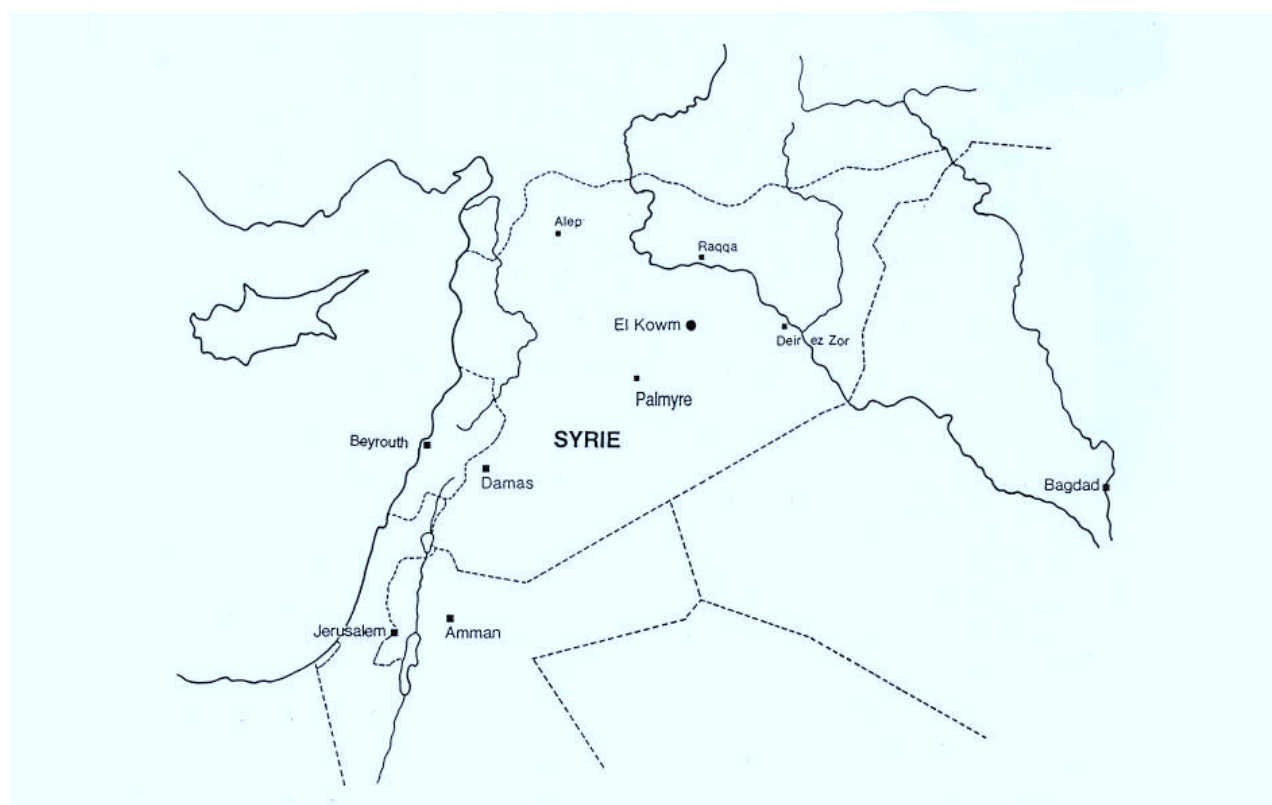 Alep
Raqqa
El Kowm
Deir ez Zor
Palmyre
SYRIE
Beyrouth
Damas
Bagdad
Jerusalem
Amman